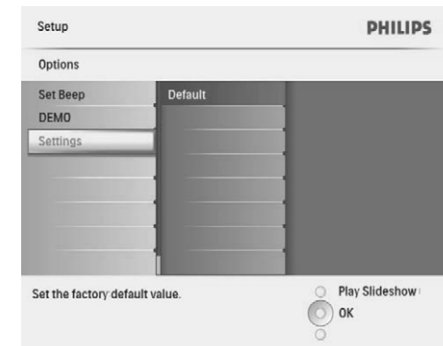 Setup
PHILIPS
Options
Set Beep
Default
DEMO
Settings
Set the factory default value.
Play Slideshow
OK